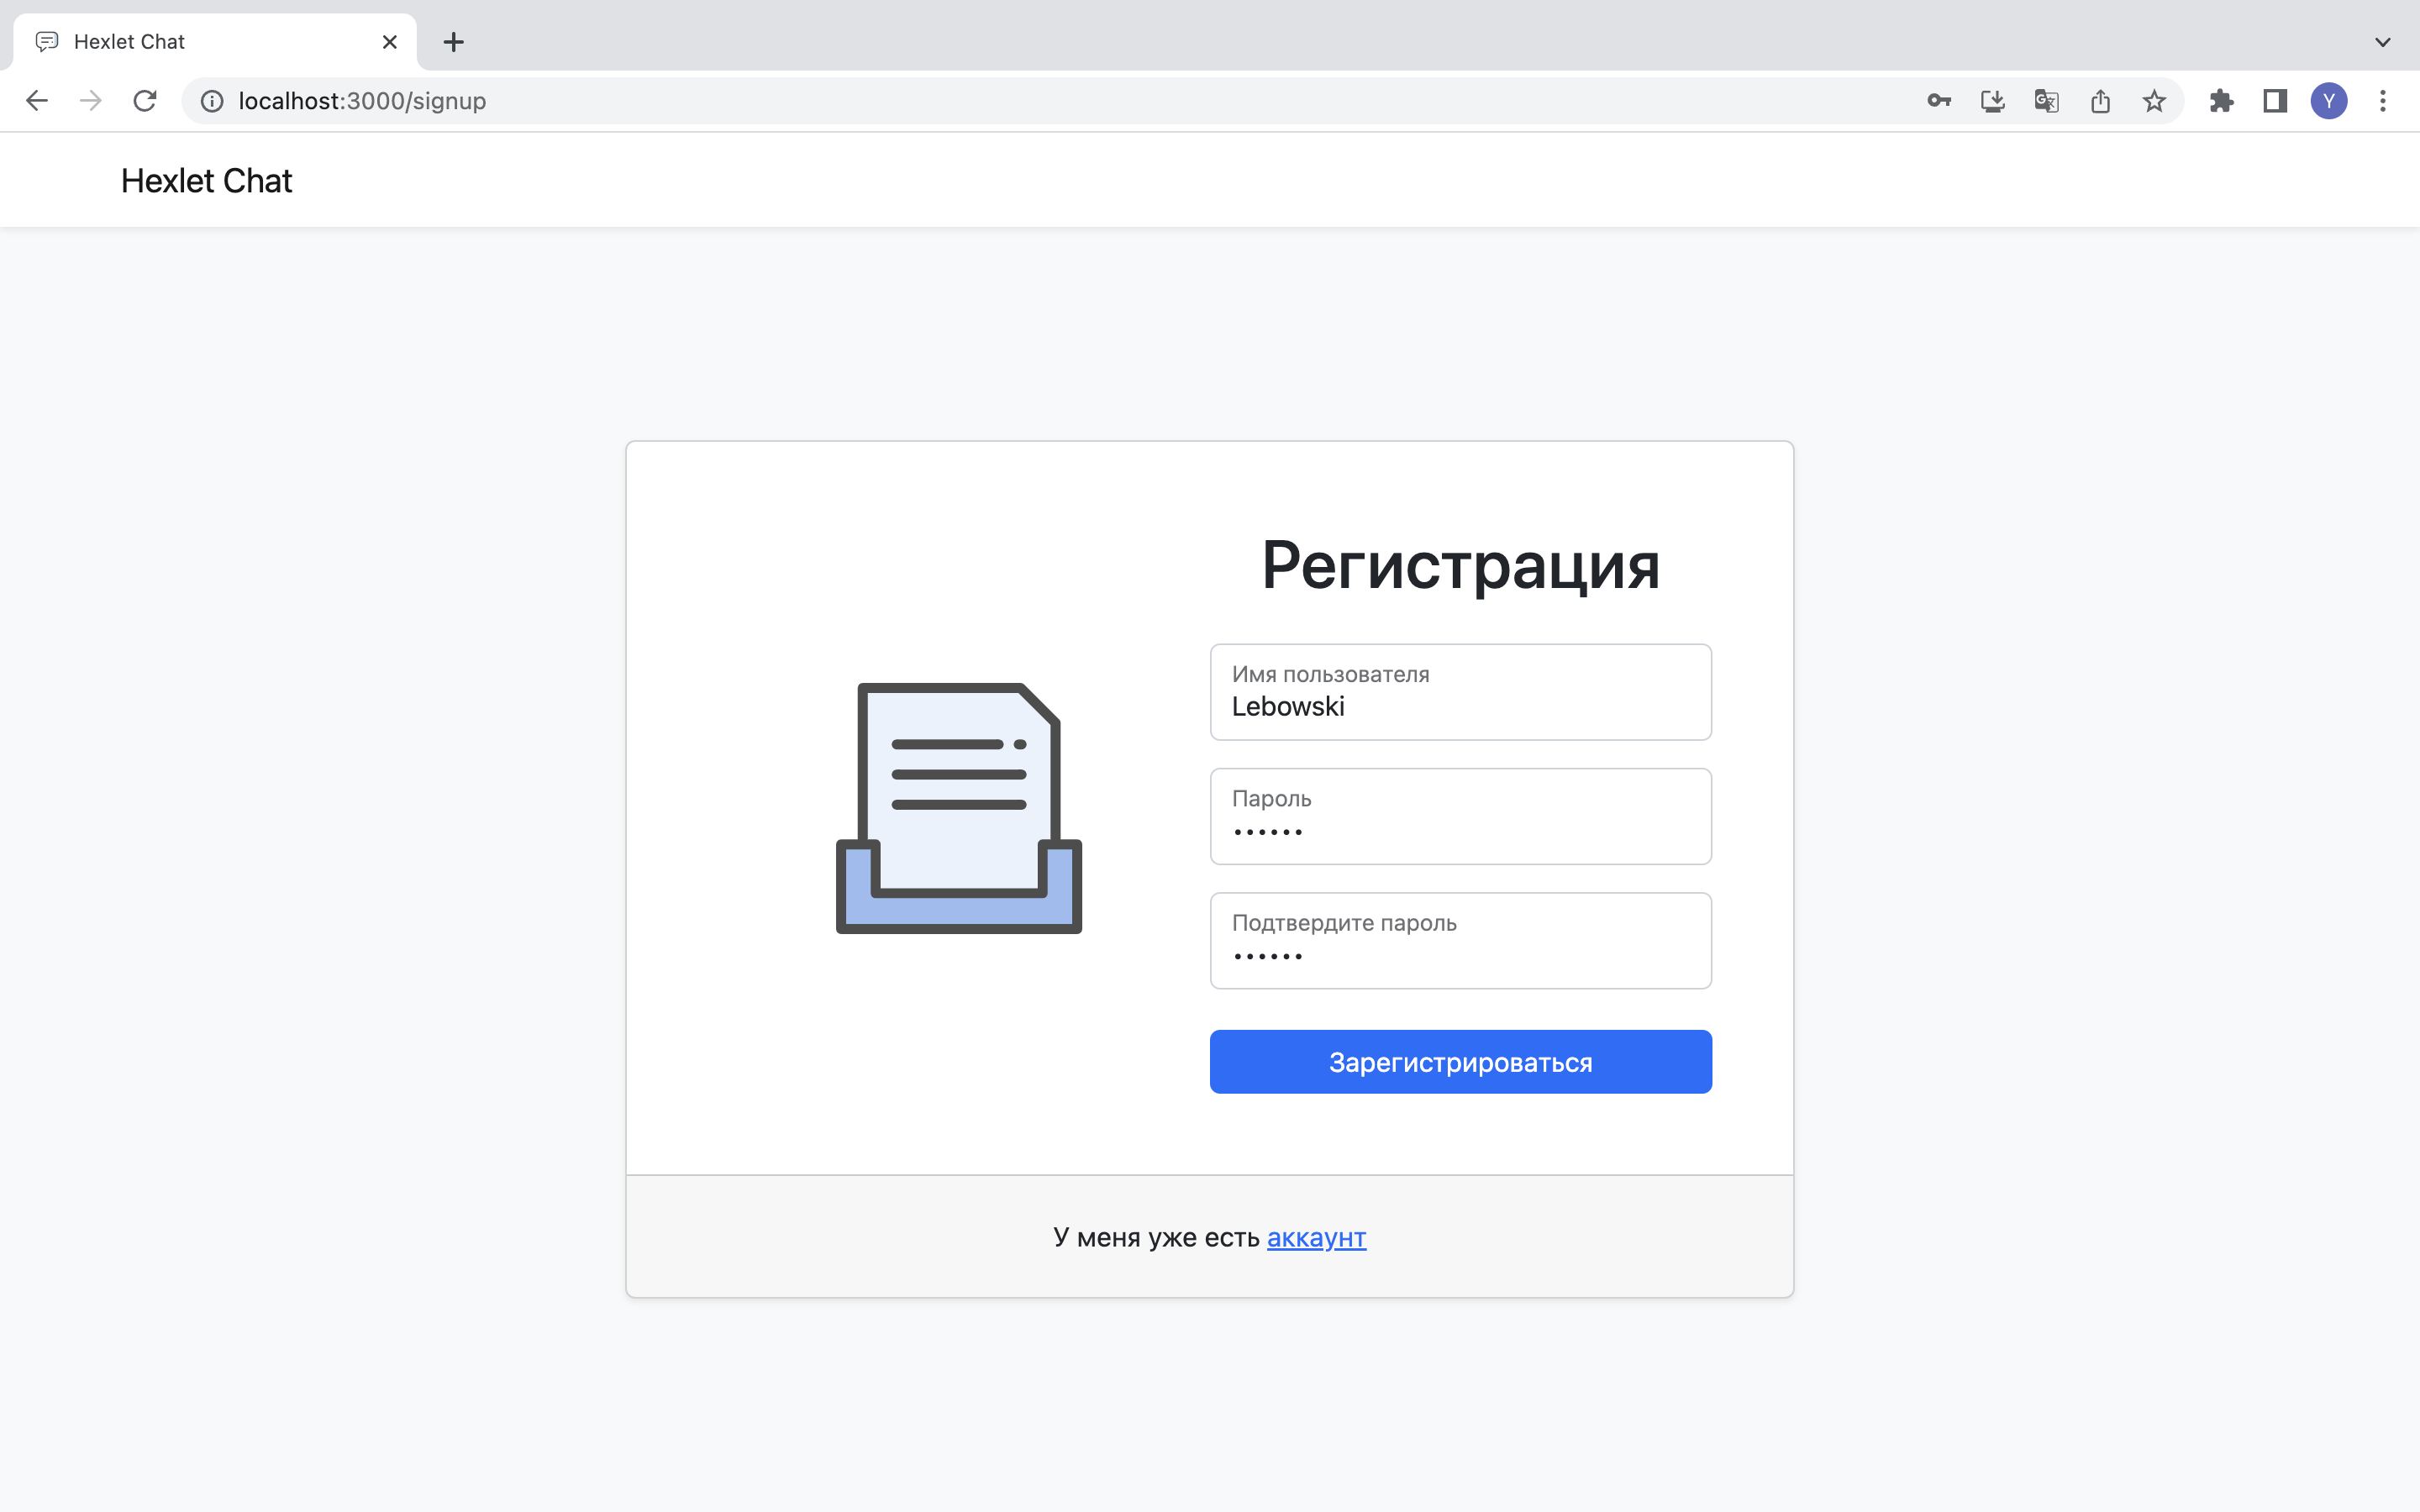 Hexlet Chat
localhost:3000/signup
Y
Hexlet Chat
Регистрация
Имя пользователя
Lebowski
Пароль
••••••
Подтвердите пароль
••••••
Зарегистрироваться
У меня уже есть аккаунт